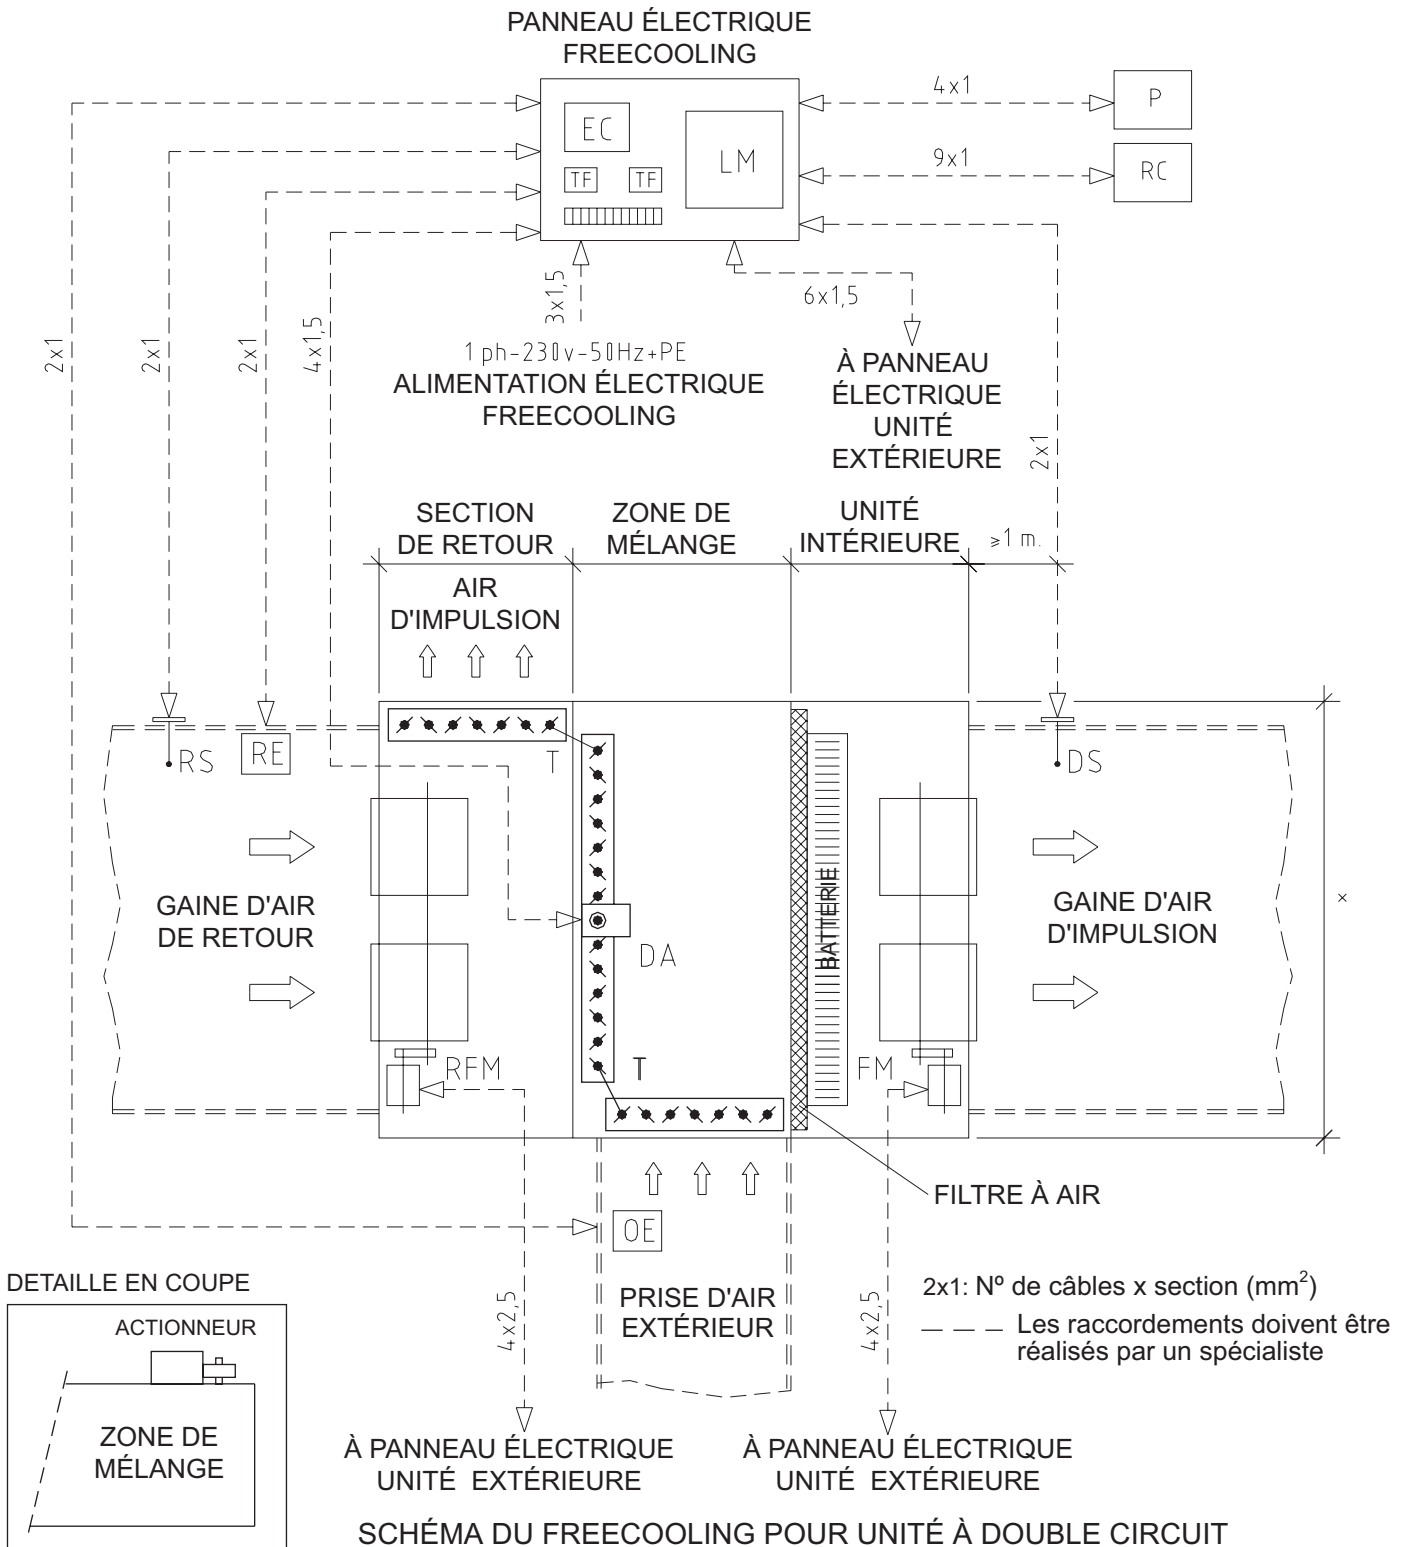 PANNEAU ÉLECTRIQUE
FREECOOLING
EC
TF
TF
LM
4x1
P
9x1
RC
2x1
2x1
2x1
4x1,5
3x1,5
6x1,5
1 ph-230v-50Hz+PE
ALIMENTATION ÉLECTRIQUE
FREECOOLING
À PANNEAU
ÉLECTRIQUE
UNITÉ
EXTÉRIEURE
2x1
SECTION
DE RETOUR
ZONE DE
MÉLANGE
UNITÉ
INTÉRIEURE
≥1 m.
AIR
D'IMPULSION
RS
RE
T
DS
GAINE D'AIR
DE RETOUR
DA
BATTERIE
GAINE D'AIR
D'IMPULSION
x
RFM
T
FM
FILTRE À AIR
OE
PRISE D'AIR
EXTÉRIEUR
4x2,5
4x2,5
2x1: Nº de câbles x section (mm²)
Les raccordements doivent être
réalisés par un spécialiste
DETAILLE EN COUPE
ACTIONNEUR
ZONE DE
MÉLANGE
À PANNEAU ÉLECTRIQUE
UNITÉ EXTÉRIEURE
À PANNEAU ÉLECTRIQUE
UNITÉ EXTÉRIEURE
SCHÉMA DU FREECOOLING POUR UNITÉ À DOUBLE CIRCUIT